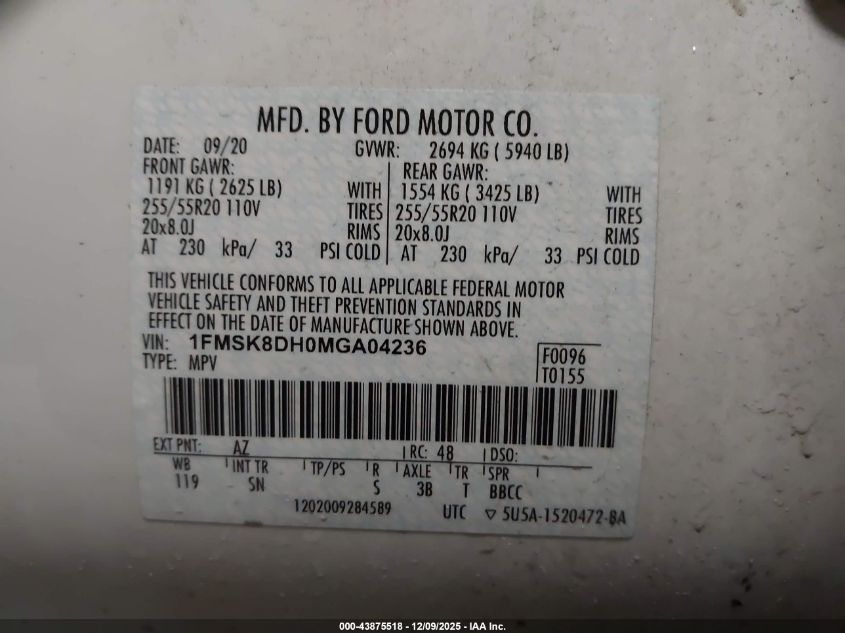 MFD. BY FORD MOTOR CO.
DATE: 09/20 GVWR: 2694 KG ( 5940 LB)
FRONT GAWR: REAR GAWR:
1191 KG ( 2625 LB) WITH 1554 KG ( 3425 LB) WITH
255/55R20 110V TIRES 255/55R20 110V TIRES
20x8.0J RIMS 20x8.0J RIMS
AT 230 kPa/ 33 PSI COLD AT 230 kPa/ 33 PSI COLD
THIS VEHICLE CONFORMS TO ALL APPLICABLE FEDERAL MOTOR
VEHICLE SAFETY AND THEFT PREVENTION STANDARDS IN
EFFECT ON THE DATE OF MANUFACTURE SHOWN ABOVE.
VIN: 1FMSK8DH0MGA04236 F0096
TYPE: MPV T0155
EXT PNT: AZ RC: 48 DSO:
WB INT TR TP/PS R AXLE TR SPR
119 SN S 3B T BBCC
1202009284589 UTC ▽ 5U5A-1520472-BA
000-43875518 - 12/09/2025 - IAA Inc.